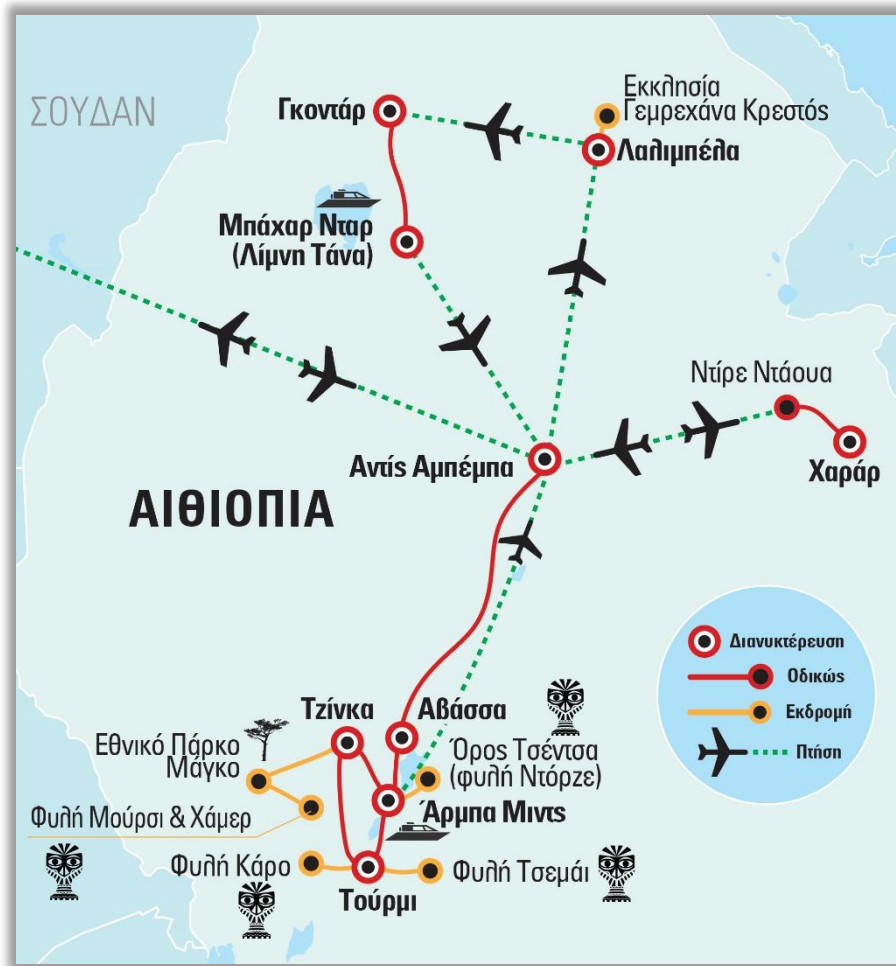 ΣΟΥΔΑΝ
Γκοντάρ
Εκκλησία
Γεμρεχάνα Κρεστός
Λαλιμπέλα
Μπάχαρ Νταρ
(Λίμνη Τάνα)
Ντίρε Ντάουα
Αντίς Αμπέμπα
Χαράρ
ΑΙΘΙΟΠΙΑ
Διανυκτέρευση
Οδικώς
Εκδρομή
Πτήση
Τζίνκα
Αβάσσα
Εθνικό Πάρκο
Μάγκο
Όρος Τσέντσα
(φυλή Ντόρζε)
Φυλή Μούρσι & Χάμερ
Άρμπα Μιντς
Φυλή Κάρο
Φυλή Τσεμάι
Τούρμι